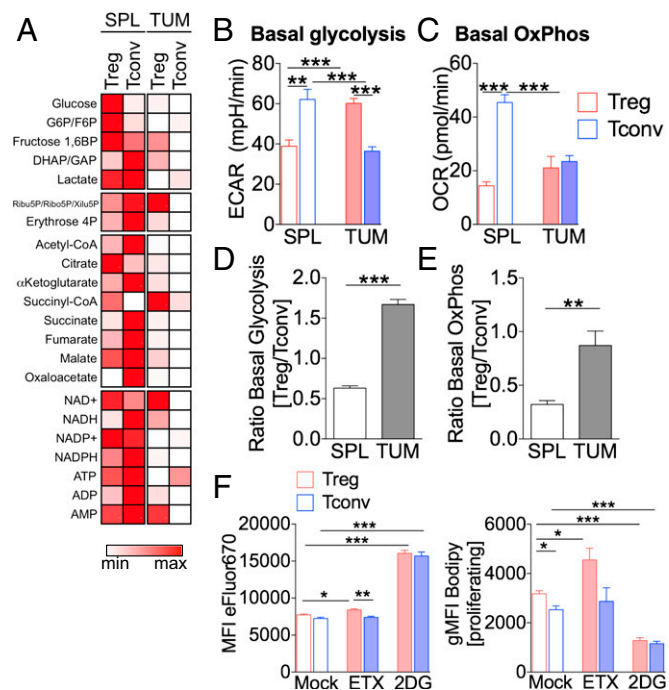 A
SPL TUM
Treg Tconv Treg Tconv
Glucose
G6P/F6P
Fructose 1,6BP
DHAP/GAP
Lactate
Ribu5P/Ribo5P/Xilu5P
Erythrose 4P
Acetyl-CoA
Citrate
αKetoglutarate
Succinyl-CoA
Succinate
Fumarate
Malate
Oxaloacetate
NAD+
NADH
NADP+
NADPH
ATP
ADP
AMP
min max
B Basal glycolysis
ECAR (mpH/min)
80
60
40
20
0
*** *** ** ***
SPL TUM
C Basal OxPhos
OCR (pmol/min)
60
40
20
0
*** ***
SPL TUM
Treg
Tconv
D
Ratio Basal Glycolysis
[Treg/Tconv]
2.0
1.5
1.0
0.5
0.0
***
SPL TUM
E
Ratio Basal OxPhos
[Treg/Tconv]
1.5
1.0
0.5
0.0
**
SPL TUM
F
Treg
Tconv
MFI eFluor670
20000
15000
10000
5000
0
***
***
* **
Mock ETX 2DG
gMFI Bodipy
[proliferating]
6000
4000
2000
0
***
***
*
*
Mock ETX 2DG